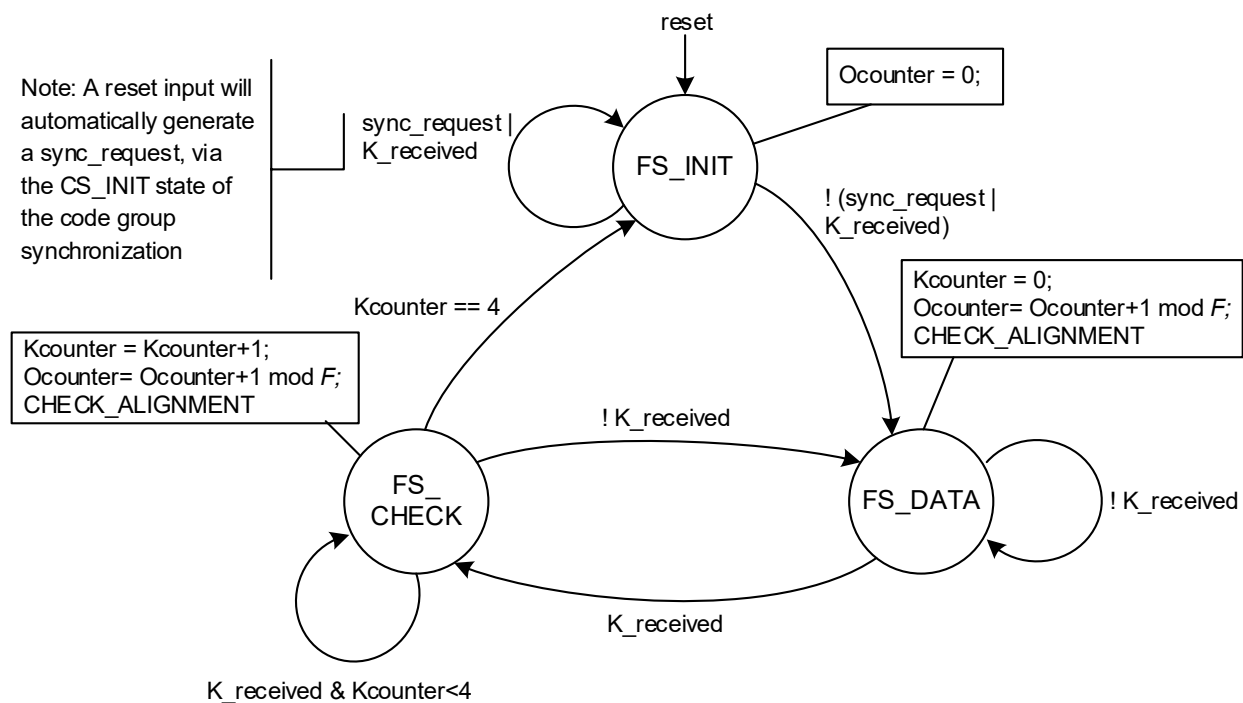 reset
Note: A reset input will
automatically generate
a sync_request, via
the CS_INIT state of
the code group
synchronization
sync_request |
K_received
Ocounter = 0;
FS_INIT
! (sync_request |
K_received)
Kcounter = 0;
Ocounter= Ocounter+1 mod F;
CHECK_ALIGNMENT
Kcounter == 4
Kcounter = Kcounter+1;
Ocounter= Ocounter+1 mod F;
CHECK_ALIGNMENT
! K_received
FS_
CHECK
FS_DATA
! K_received
K_received
K_received & Kcounter<4